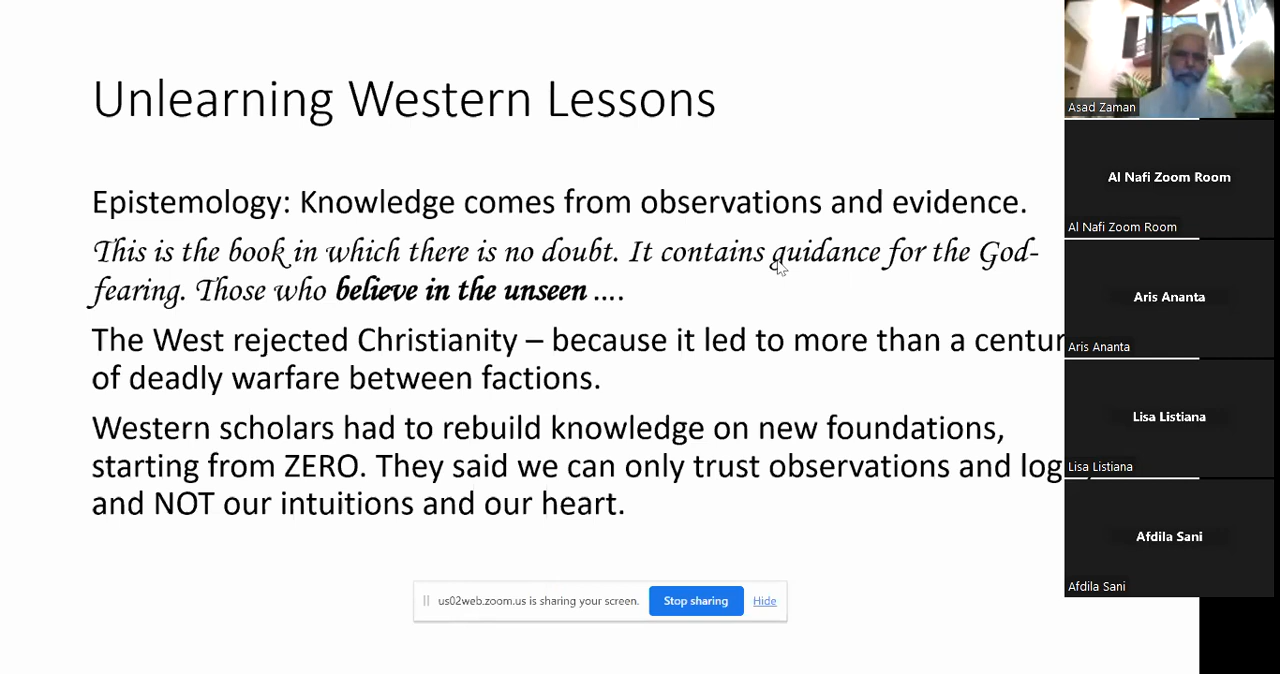 Unlearning Western Lessons
Epistemology: Knowledge comes from observations and evidence.
This is the book in which there is no doubt. It contains guidance for the God-
fearing. Those who believe in the unseen ....
The West rejected Christianity – because it led to more than a centur
of deadly warfare between factions.
Western scholars had to rebuild knowledge on new foundations,
starting from ZERO. They said we can only trust observations and log
and NOT our intuitions and our heart.
us02web.zoom.us is sharing your screen.
Stop sharing
Hide
Asad Zaman
Al Nafi Zoom Room
Al Nafi Zoom Room
Aris Ananta
Aris Ananta
Lisa Listiana
Lisa Listiana
Afdila Sani
Afdila Sani